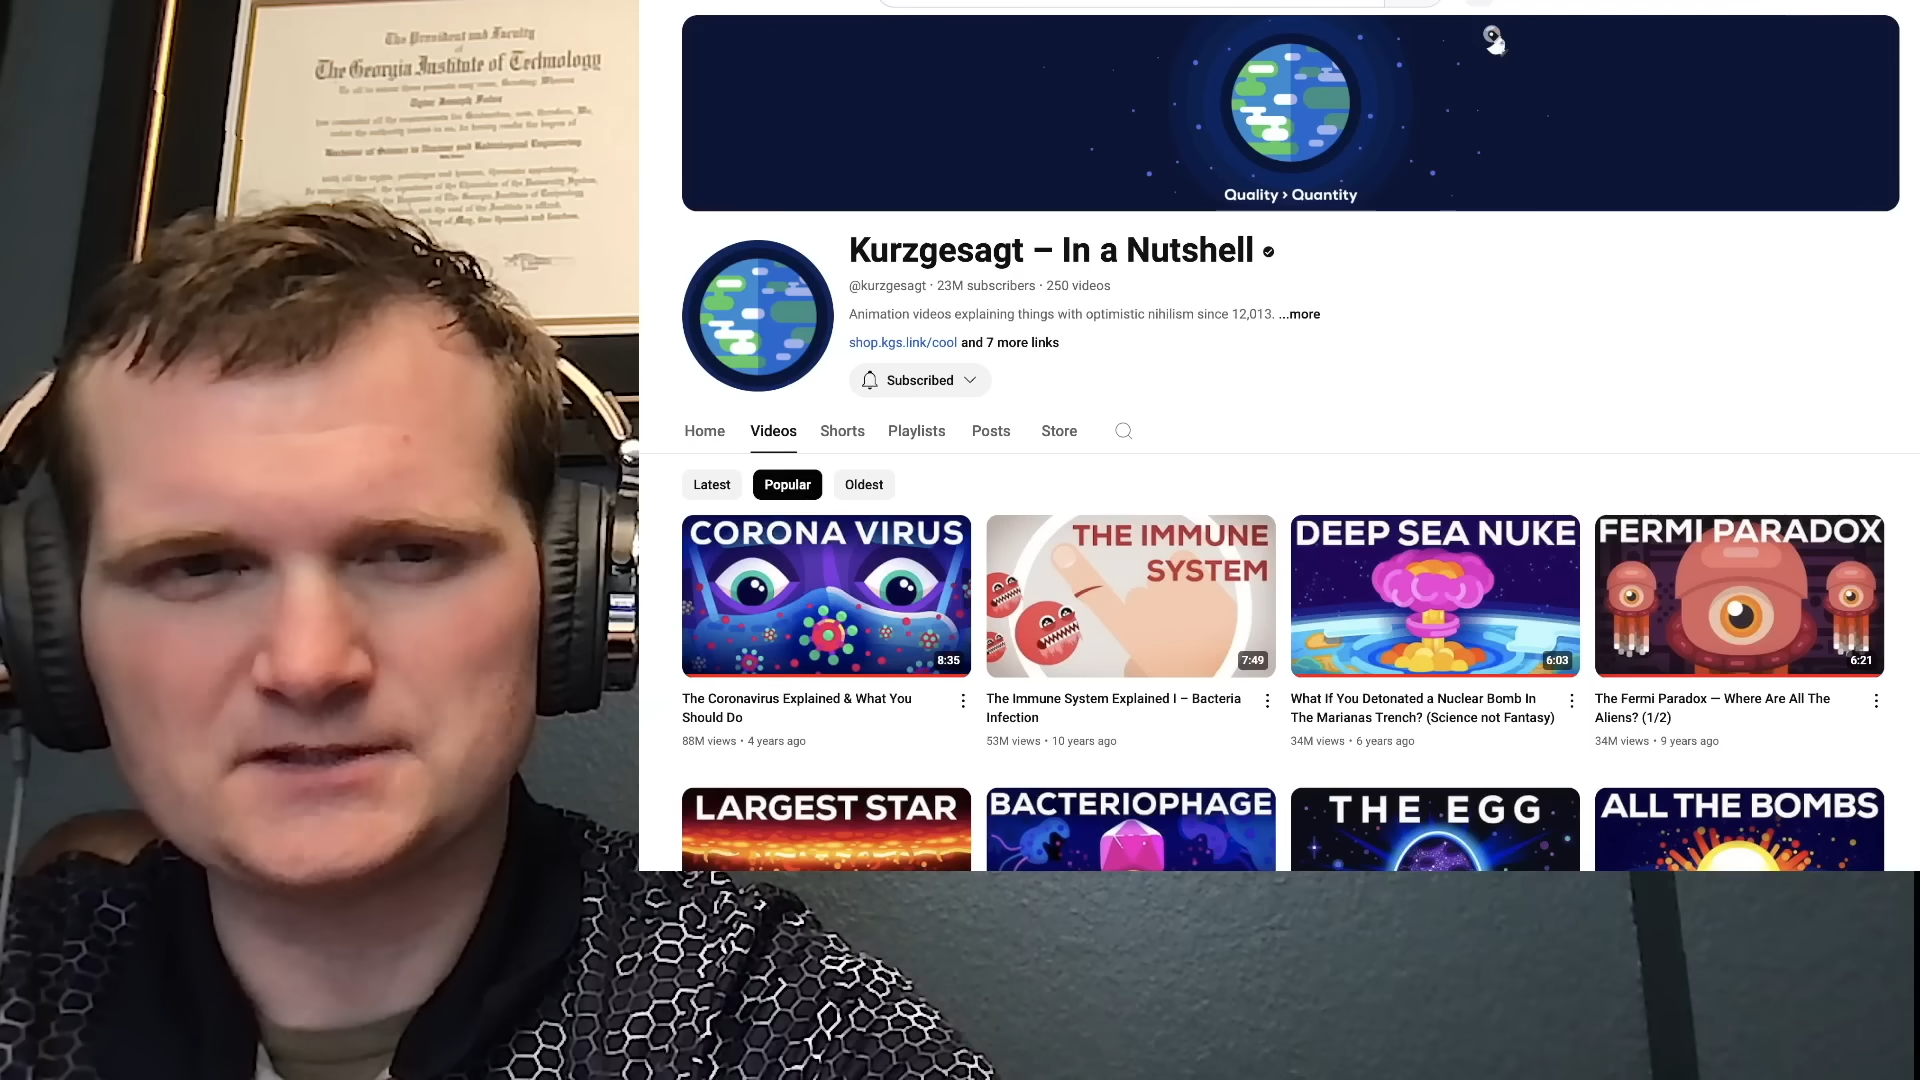 The President and Faculty
of
The Georgia Institute of Technology
Quality > Quantity
Kurzgesagt – In a Nutshell
@kurzgesagt · 23M subscribers · 250 videos
Animation videos explaining things with optimistic nihilism since 12,013. ...more
shop.kgs.link/cool and 7 more links
Subscribed
Home Videos Shorts Playlists Posts Store
Latest Popular Oldest
CORONA VIRUS
8:35
THE IMMUNE
SYSTEM
7:49
DEEP SEA NUKE
6:03
FERMI PARADOX
6:21
The Coronavirus Explained & What You
Should Do
88M views • 4 years ago
The Immune System Explained I – Bacteria
Infection
53M views • 10 years ago
What If You Detonated a Nuclear Bomb In
The Marianas Trench? (Science not Fantasy)
34M views • 6 years ago
The Fermi Paradox — Where Are All The
Aliens? (1/2)
34M views • 9 years ago
LARGEST STAR
BACTERIOPHAGE
THE EGG
ALL THE BOMBS